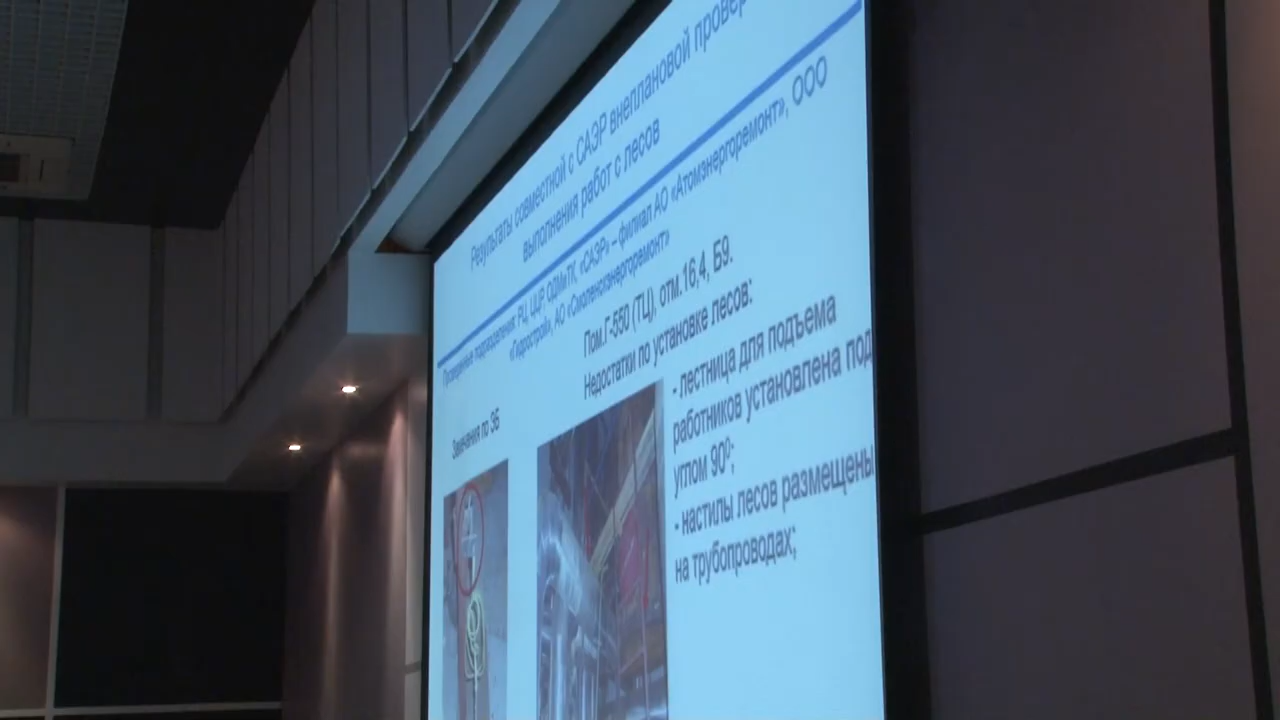 Результаты совместной с САЭР внеплановой провер
выполнения работ с лесов
Проверенные подразделения: РЦ, ЦЦР, ОДМиТК, «САЭР» – филиал АО «Атомэнергоремонт», ООО
«Гидрострой», АО «Смоленскэнергоремонт»
Пом.Г-550 (ТЦ), отм.16,4, Б9.
Недостатки по установке лесов:
- лестница для подъема
работников установлена под
углом 90⁰;
- настилы лесов размещены
на трубопроводах;
Замечания по ЭБ